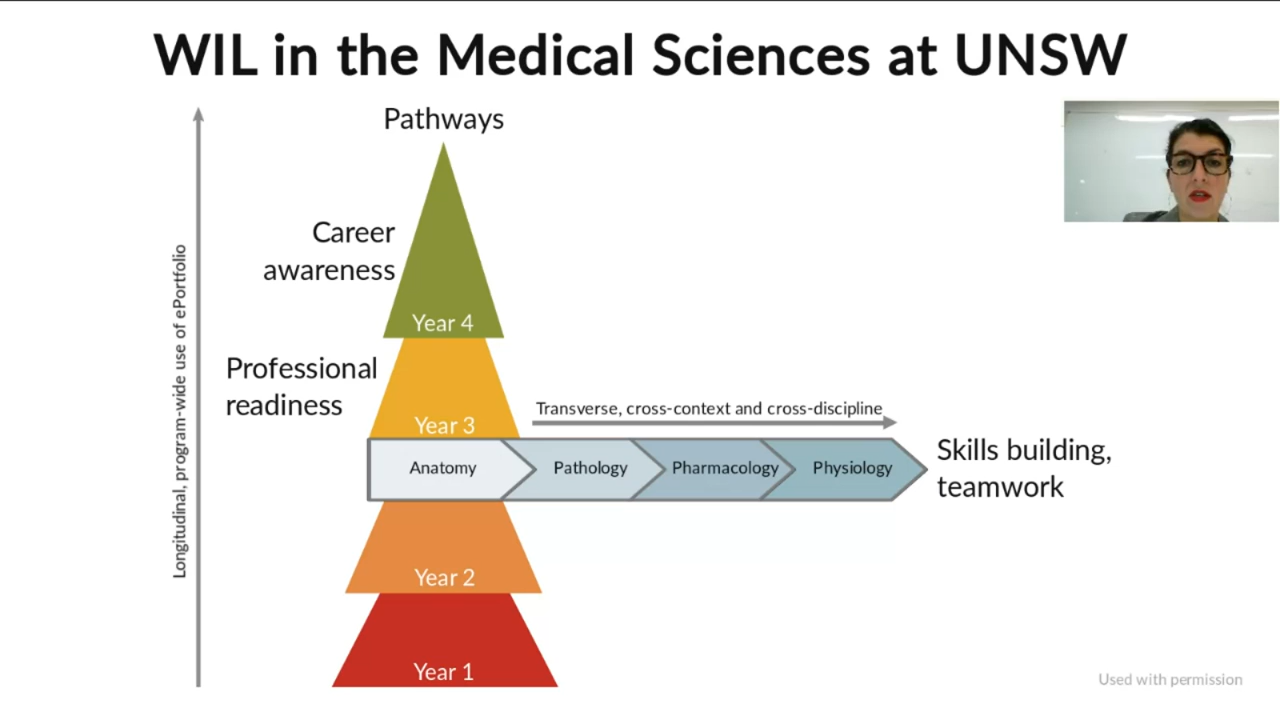 WIL in the Medical Sciences at UNSW
Pathways
Career
awareness
Year 4
Professional
readiness
Year 3
Longitudinal, program-wide use of ePortfolio
Transverse, cross-context and cross-discipline
Anatomy
Pathology
Pharmacology
Physiology
Skills building,
teamwork
Year 2
Year 1
Used with permission